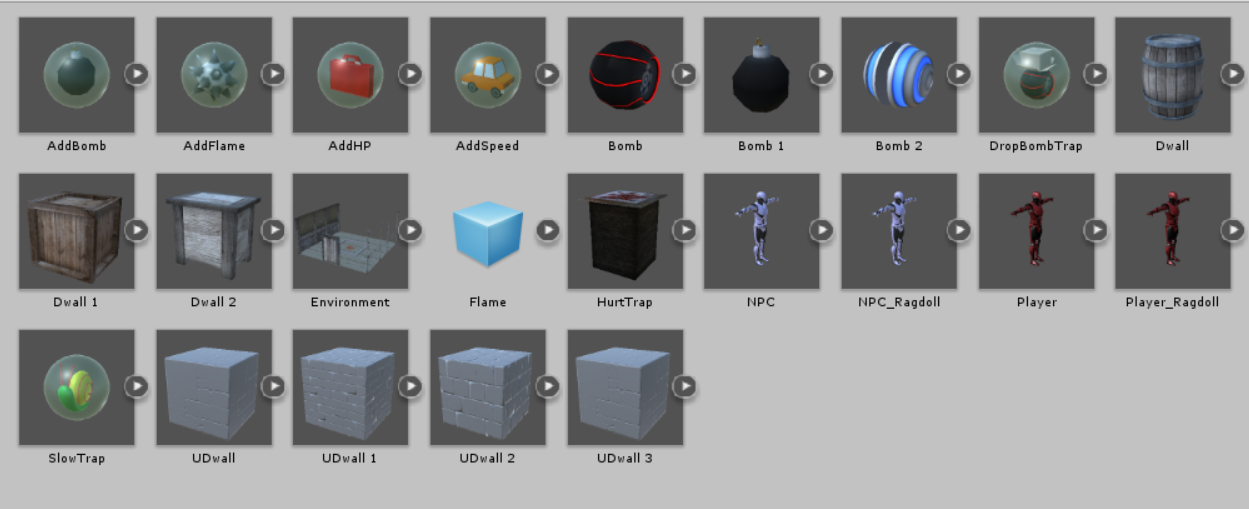 AddBomb
AddFlame
AddHP
AddSpeed
Bomb
Bomb 1
Bomb 2
DropBombTrap
Dwall
Dwall 1
Dwall 2
Environment
Flame
HurtTrap
NPC
NPC_Ragdoll
Player
Player_Ragdoll
SlowTrap
UDwall
UDwall 1
UDwall 2
UDwall 3